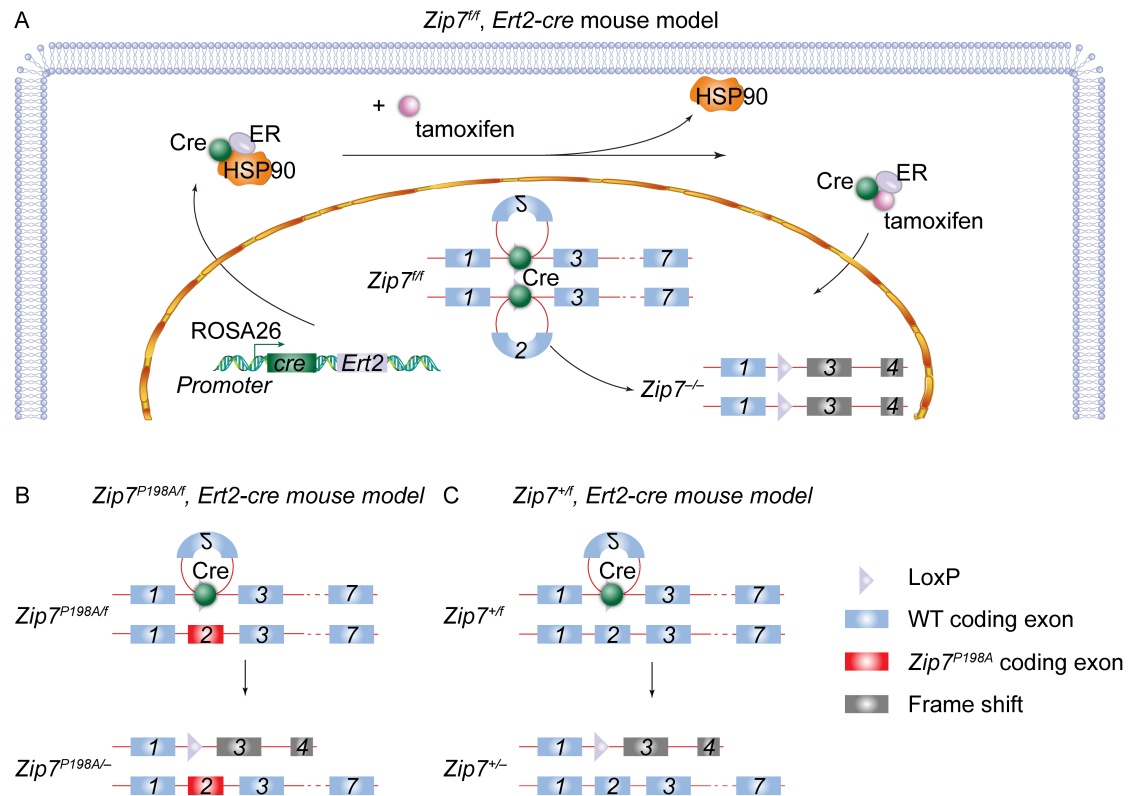 A
Zip7f/f, Ert2-cre mouse model
HSP90
+
tamoxifen
Cre
ER
HSP90
Cre
ER
tamoxifen
2
1
3
7
Zip7f/f
Cre
1
3
7
2
ROSA26
cre
Ert2
Promoter
Zip7–/–
1
3
4
1
3
4
B
Zip7P198A/f, Ert2-cre mouse model
2
Cre
1
3
7
Zip7P198A/f
1
2
3
7
1
3
4
Zip7P198A/–
1
2
3
7
C
Zip7+/f, Ert2-cre mouse model
2
Cre
1
3
7
Zip7+/f
1
2
3
7
1
3
4
Zip7+/–
1
2
3
7
LoxP
WT coding exon
Zip7P198A coding exon
Frame shift